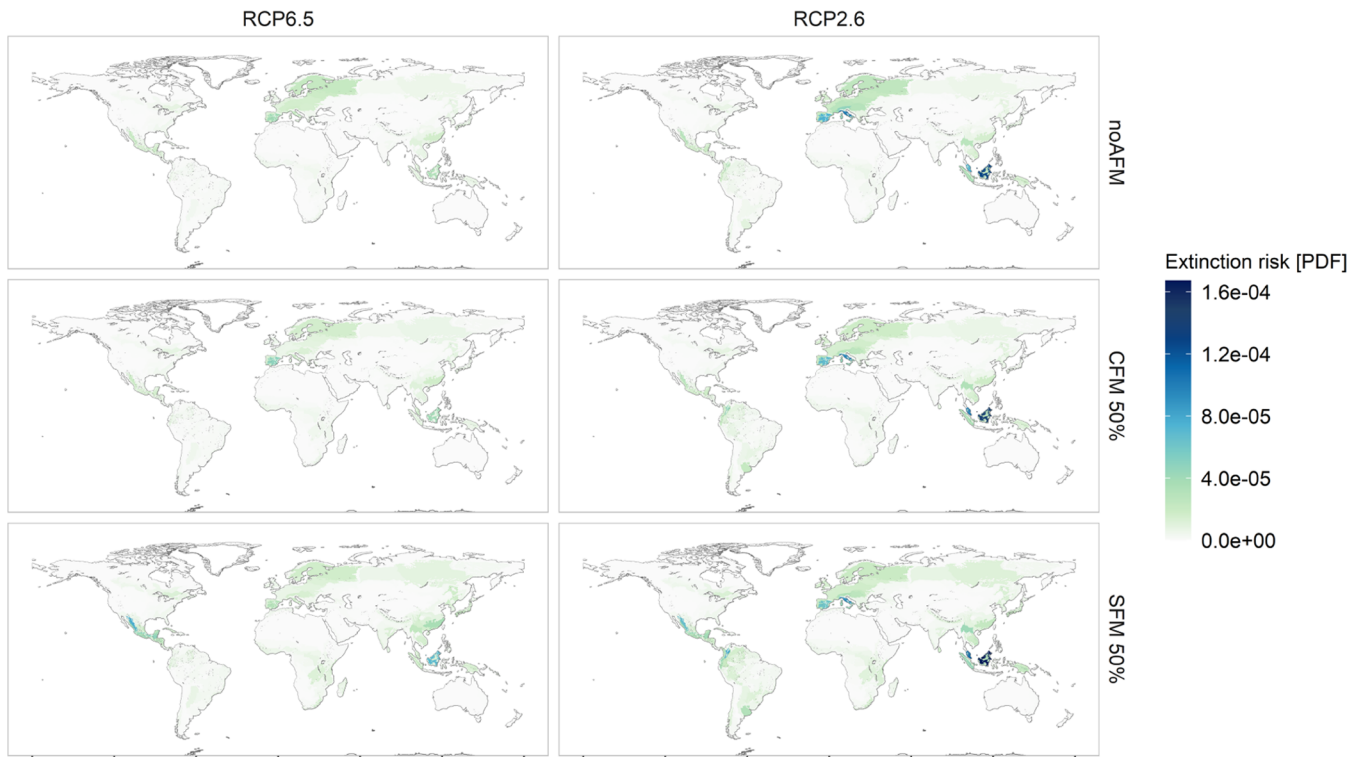 RCP6.5
RCP2.6
noAFM
CFM 50%
SFM 50%
Extinction risk [PDF]
1.6e-04
1.2e-04
8.0e-05
4.0e-05
0.0e+00